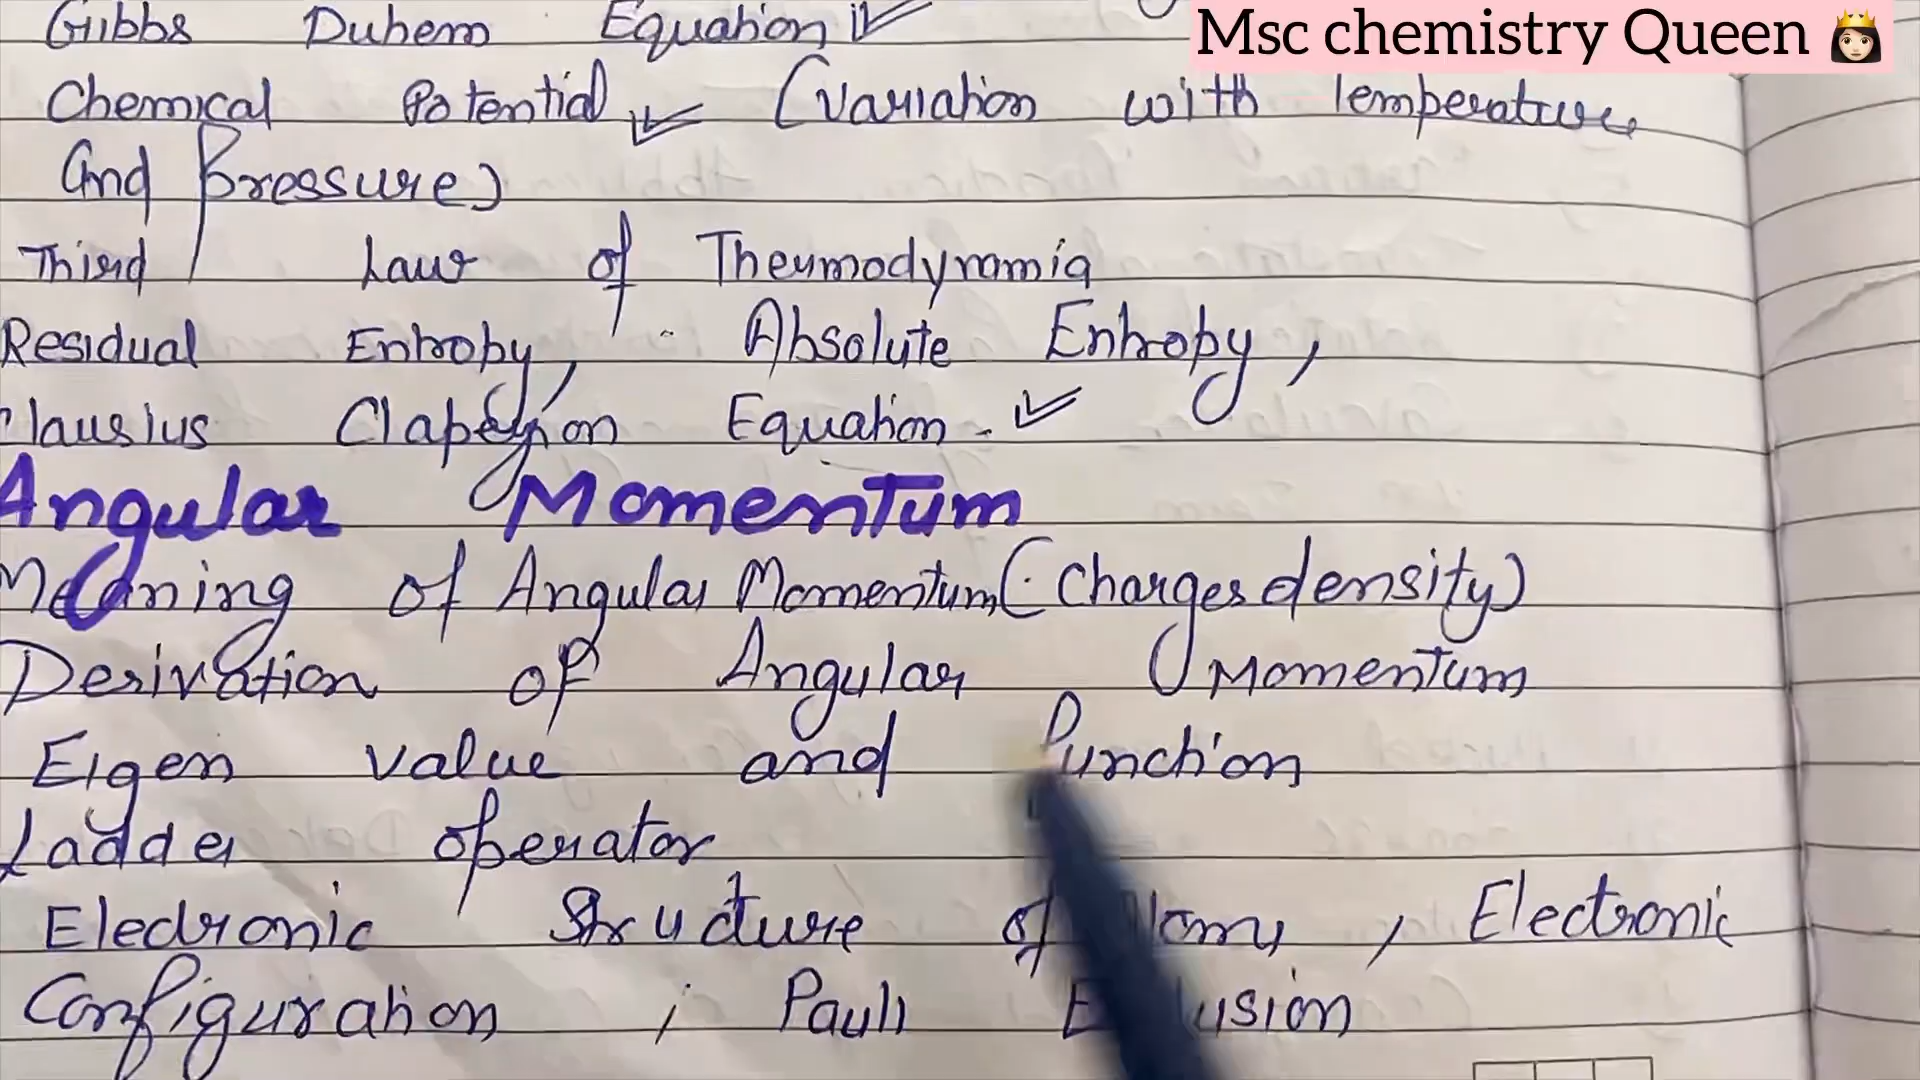 Msc chemistry Queen 👸🏻
Gibbs Duhem Equation
Chemical Potential (Variation with Temperature
and Pressure)
Third Law of Thermodynamic
Residual Entropy, Absolute Entropy,
Clausius Clapeyron Equation.
Angular Momentum
Meaning of Angular Momentum (Charges density)
Derivation of Angular Momentum
Eigen value and Function
Ladder operator
Electronic Structure of , Electronic
Configuration ; Pauli